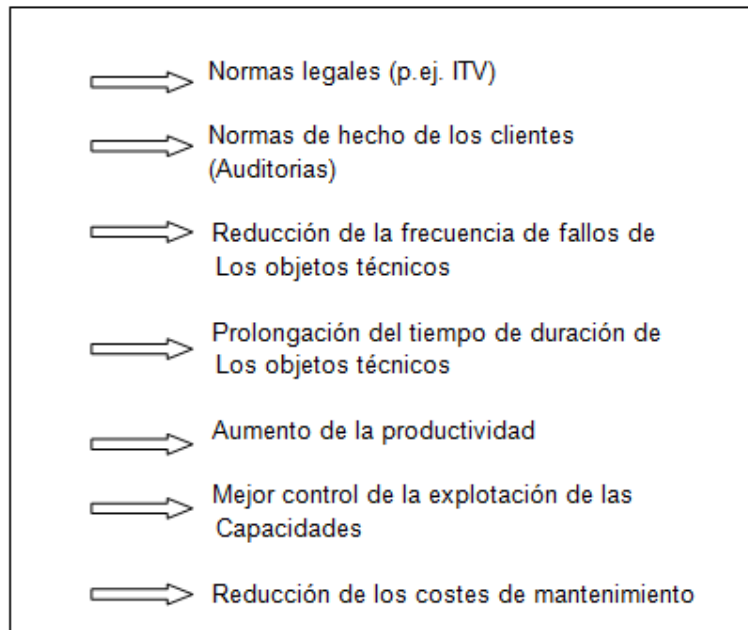 Normas legales (p.ej. ITV)
Normas de hecho de los clientes
(Auditorias)
Reducción de la frecuencia de fallos de
Los objetos técnicos
Prolongación del tiempo de duración de
Los objetos técnicos
Aumento de la productividad
Mejor control de la explotación de las
Capacidades
Reducción de los costes de mantenimiento